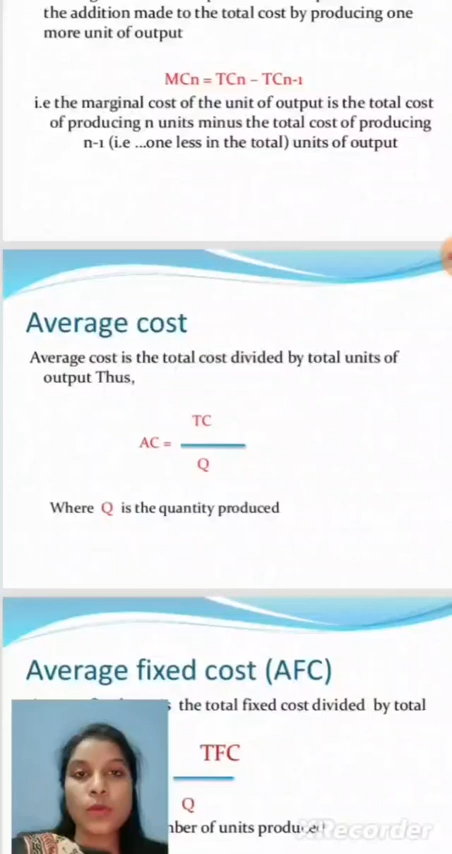 the addition made to the total cost by producing one
more unit of output
MCn = TCn – TCn-1
i.e the marginal cost of the unit of output is the total cost
of producing n units minus the total cost of producing
n-1 (i.e ...one less in the total) units of output
Average cost
Average cost is the total cost divided by total units of
output Thus,
TC
AC =
Q
Where Q is the quantity produced
Average fixed cost (AFC)
the total fixed cost divided by total
TFC
Q
of units produced
XRecorder